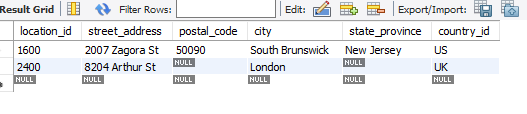 Result Grid Filter Rows: Edit: Export/Import:
location_id street_address postal_code city state_province country_id
1600 2007 Zagora St 50090 South Brunswick New Jersey US
2400 8204 Arthur St NULL London NULL UK
NULL NULL NULL NULL NULL NULL